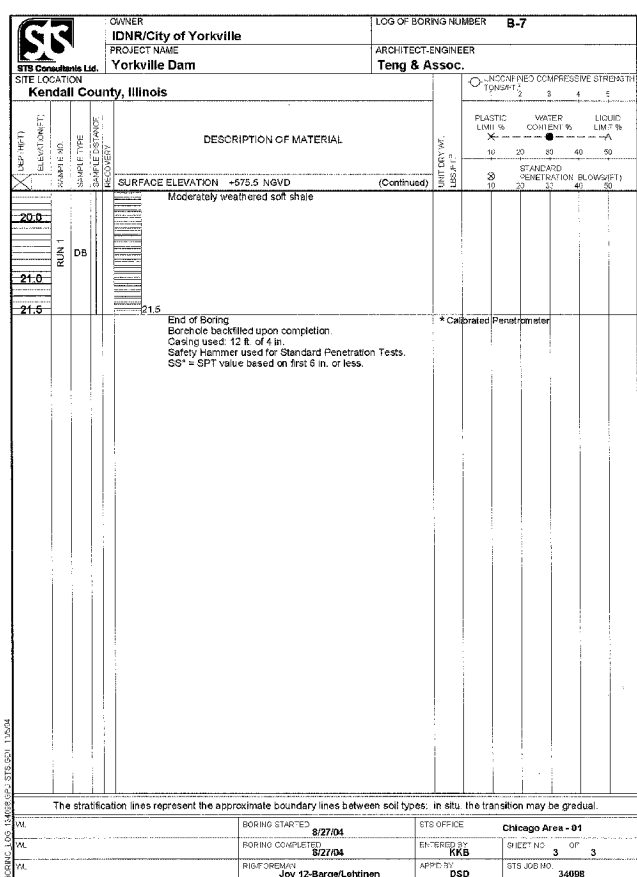 STS
STS Consultants Ltd.
OWNER
IDNR/City of Yorkville
LOG OF BORING NUMBER B-7
PROJECT NAME
Yorkville Dam
ARCHITECT-ENGINEER
Teng & Assoc.
SITE LOCATION
Kendall County, Illinois
UNCONFINED COMPRESSIVE STRENGTH
TONS/FT.²
1 2 3 4 5
DEPTH(FT)
ELEVATION(FT)
SAMPLE NO.
SAMPLE TYPE
SAMPLE DISTANCE
RECOVERY
DESCRIPTION OF MATERIAL
SURFACE ELEVATION +575.5 NGVD (Continued)
UNIT DRY WT.
LBS./FT.³
PLASTIC LIMIT %
WATER CONTENT %
LIQUID LIMIT %
10 20 30 40 50
STANDARD
PENETRATION BLOWS/(FT)
10 20 30 40 50
Moderately weathered soft shale
20.0
RUN 1
DB
21.0
21.5
21.5
End of Boring
* Calibrated Penetrometer
Borehole backfilled upon completion.
Casing used: 12 ft. of 4 in.
Safety Hammer used for Standard Penetration Tests.
SS* = SPT value based on first 6 in. or less.
The stratification lines represent the approximate boundary lines between soil types: in situ, the transition may be gradual.
WL
BORING STARTED
8/27/04
STS OFFICE
Chicago Area - 01
WL
BORING COMPLETED
8/27/04
ENTERED BY
KKB
SHEET NO. 3 OF 3
WL
RIG/FOREMAN
Joy 12-Barge/Lehtinen
APP'D BY
DSD
STS JOB NO.
34098